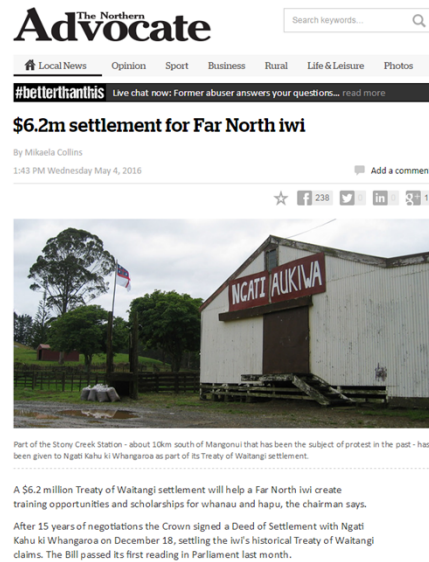 The Northern
Advocate
Search keywords...
Local News Opinion Sport Business Rural Life & Leisure Photos
#betterthanthis Live chat now: Former abuser answers your questions... read more
$6.2m settlement for Far North iwi
By Mikaela Collins
1:43 PM Wednesday May 4, 2016
Add a commen
238 0 0 1
NGATI AUKIWA
Part of the Stony Creek Station - about 10km south of Mangonui that has been the subject of protest in the past - has
been given to Ngati Kahu ki Whangaroa as part of its Treaty of Waitangi settlement.
A $6.2 million Treaty of Waitangi settlement will help a Far North iwi create
training opportunities and scholarships for whanau and hapu, the chairman says.
After 15 years of negotiations the Crown signed a Deed of Settlement with Ngati
Kahu ki Whangaroa on December 18, settling the iwi's historical Treaty of Waitangi
claims. The Bill passed its first reading in Parliament last month.